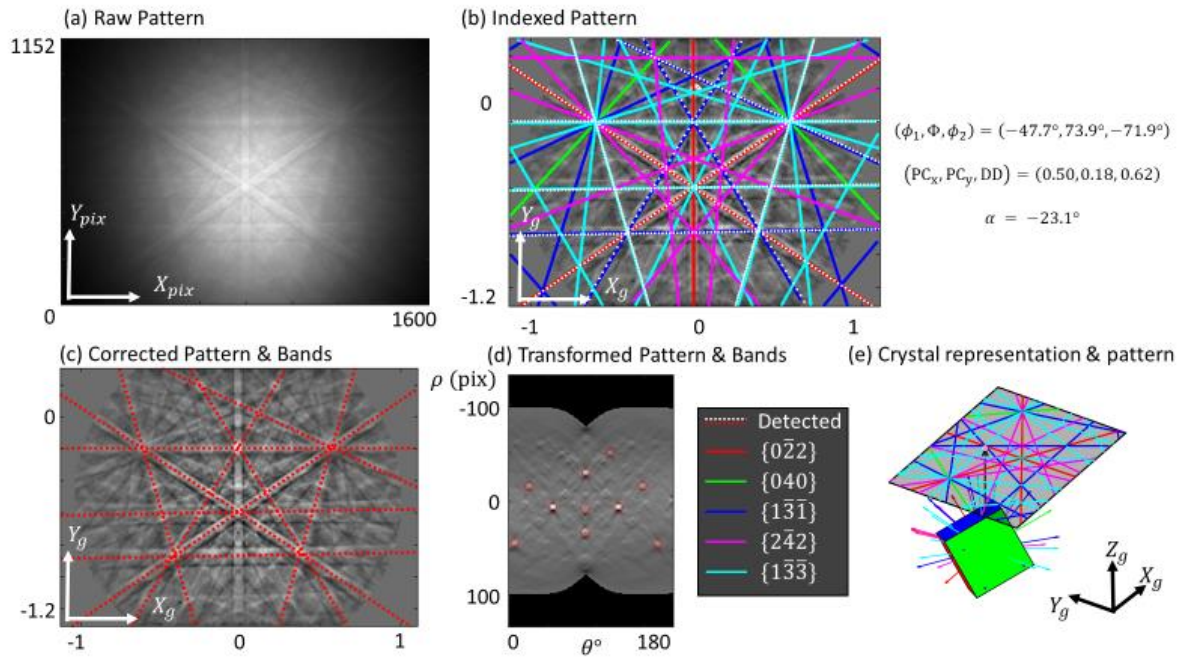 (a) Raw Pattern
1152
Y_pix
X_pix
0
1600
(b) Indexed Pattern
0
Y_g
X_g
-1.2
-1
0
1
(ϕ₁, Φ, ϕ₂) = (−47.7°, 73.9°, −71.9°)
(PCₓ, PC_y, DD) = (0.50, 0.18, 0.62)
α = −23.1°
(c) Corrected Pattern & Bands
0
Y_g
X_g
-1.2
-1
0
1
(d) Transformed Pattern & Bands
ρ (pix)
-100
0
100
0
θ°
180
Detected
{02̅2}
{040}
{13̅1̅}
{24̅2}
{13̅3̅}
(e) Crystal representation & pattern
Z_g
X_g
Y_g